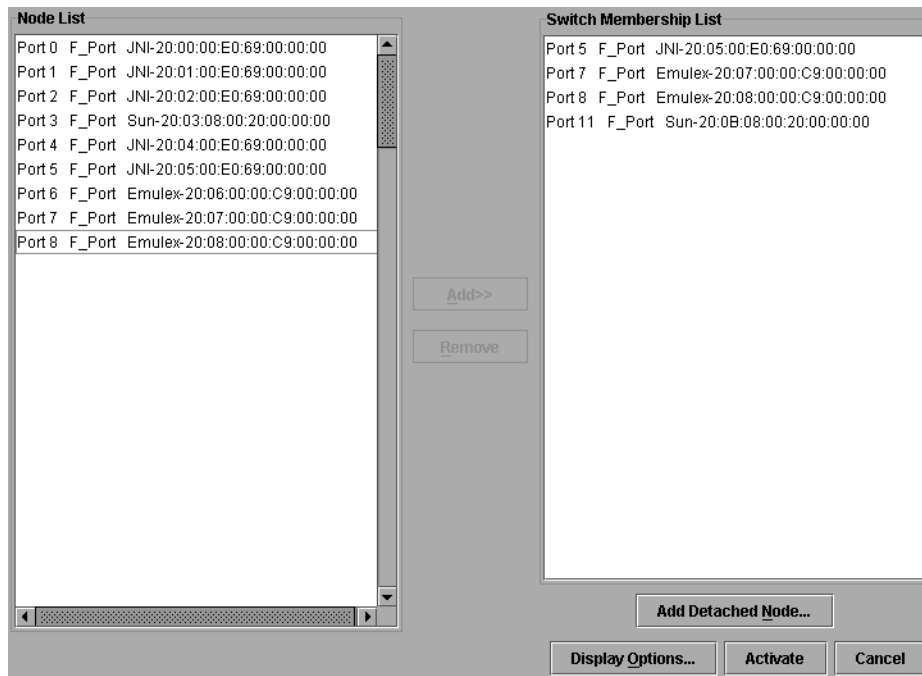 Node List
Port 0 F_Port JNI-20:00:00:E0:69:00:00:00
Port 1 F_Port JNI-20:01:00:E0:69:00:00:00
Port 2 F_Port JNI-20:02:00:E0:69:00:00:00
Port 3 F_Port Sun-20:03:08:00:20:00:00:00
Port 4 F_Port JNI-20:04:00:E0:69:00:00:00
Port 5 F_Port JNI-20:05:00:E0:69:00:00:00
Port 6 F_Port Emulex-20:06:00:00:C9:00:00:00
Port 7 F_Port Emulex-20:07:00:00:C9:00:00:00
Port 8 F_Port Emulex-20:08:00:00:C9:00:00:00
Add>>
Remove
Switch Membership List
Port 5 F_Port JNI-20:05:00:E0:69:00:00:00
Port 7 F_Port Emulex-20:07:00:00:C9:00:00:00
Port 8 F_Port Emulex-20:08:00:00:C9:00:00:00
Port 11 F_Port Sun-20:0B:08:00:20:00:00:00
Add Detached Node...
Display Options...
Activate
Cancel